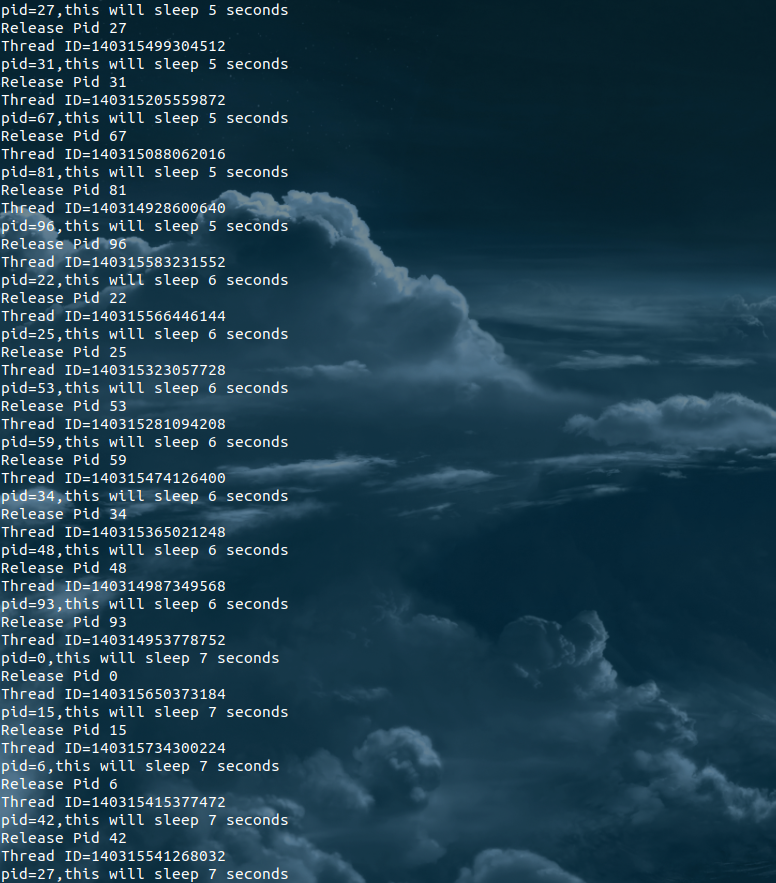 pid=27,this will sleep 5 seconds
Release Pid 27
Thread ID=140315499304512
pid=31,this will sleep 5 seconds
Release Pid 31
Thread ID=140315205559872
pid=67,this will sleep 5 seconds
Release Pid 67
Thread ID=140315088062016
pid=81,this will sleep 5 seconds
Release Pid 81
Thread ID=140314928600640
pid=96,this will sleep 5 seconds
Release Pid 96
Thread ID=140315583231552
pid=22,this will sleep 6 seconds
Release Pid 22
Thread ID=140315566446144
pid=25,this will sleep 6 seconds
Release Pid 25
Thread ID=140315323057728
pid=53,this will sleep 6 seconds
Release Pid 53
Thread ID=140315281094208
pid=59,this will sleep 6 seconds
Release Pid 59
Thread ID=140315474126400
pid=34,this will sleep 6 seconds
Release Pid 34
Thread ID=140315365021248
pid=48,this will sleep 6 seconds
Release Pid 48
Thread ID=140314987349568
pid=93,this will sleep 6 seconds
Release Pid 93
Thread ID=140314953778752
pid=0,this will sleep 7 seconds
Release Pid 0
Thread ID=140315650373184
pid=15,this will sleep 7 seconds
Release Pid 15
Thread ID=140315734300224
pid=6,this will sleep 7 seconds
Release Pid 6
Thread ID=140315415377472
pid=42,this will sleep 7 seconds
Release Pid 42
Thread ID=140315541268032
pid=27,this will sleep 7 seconds